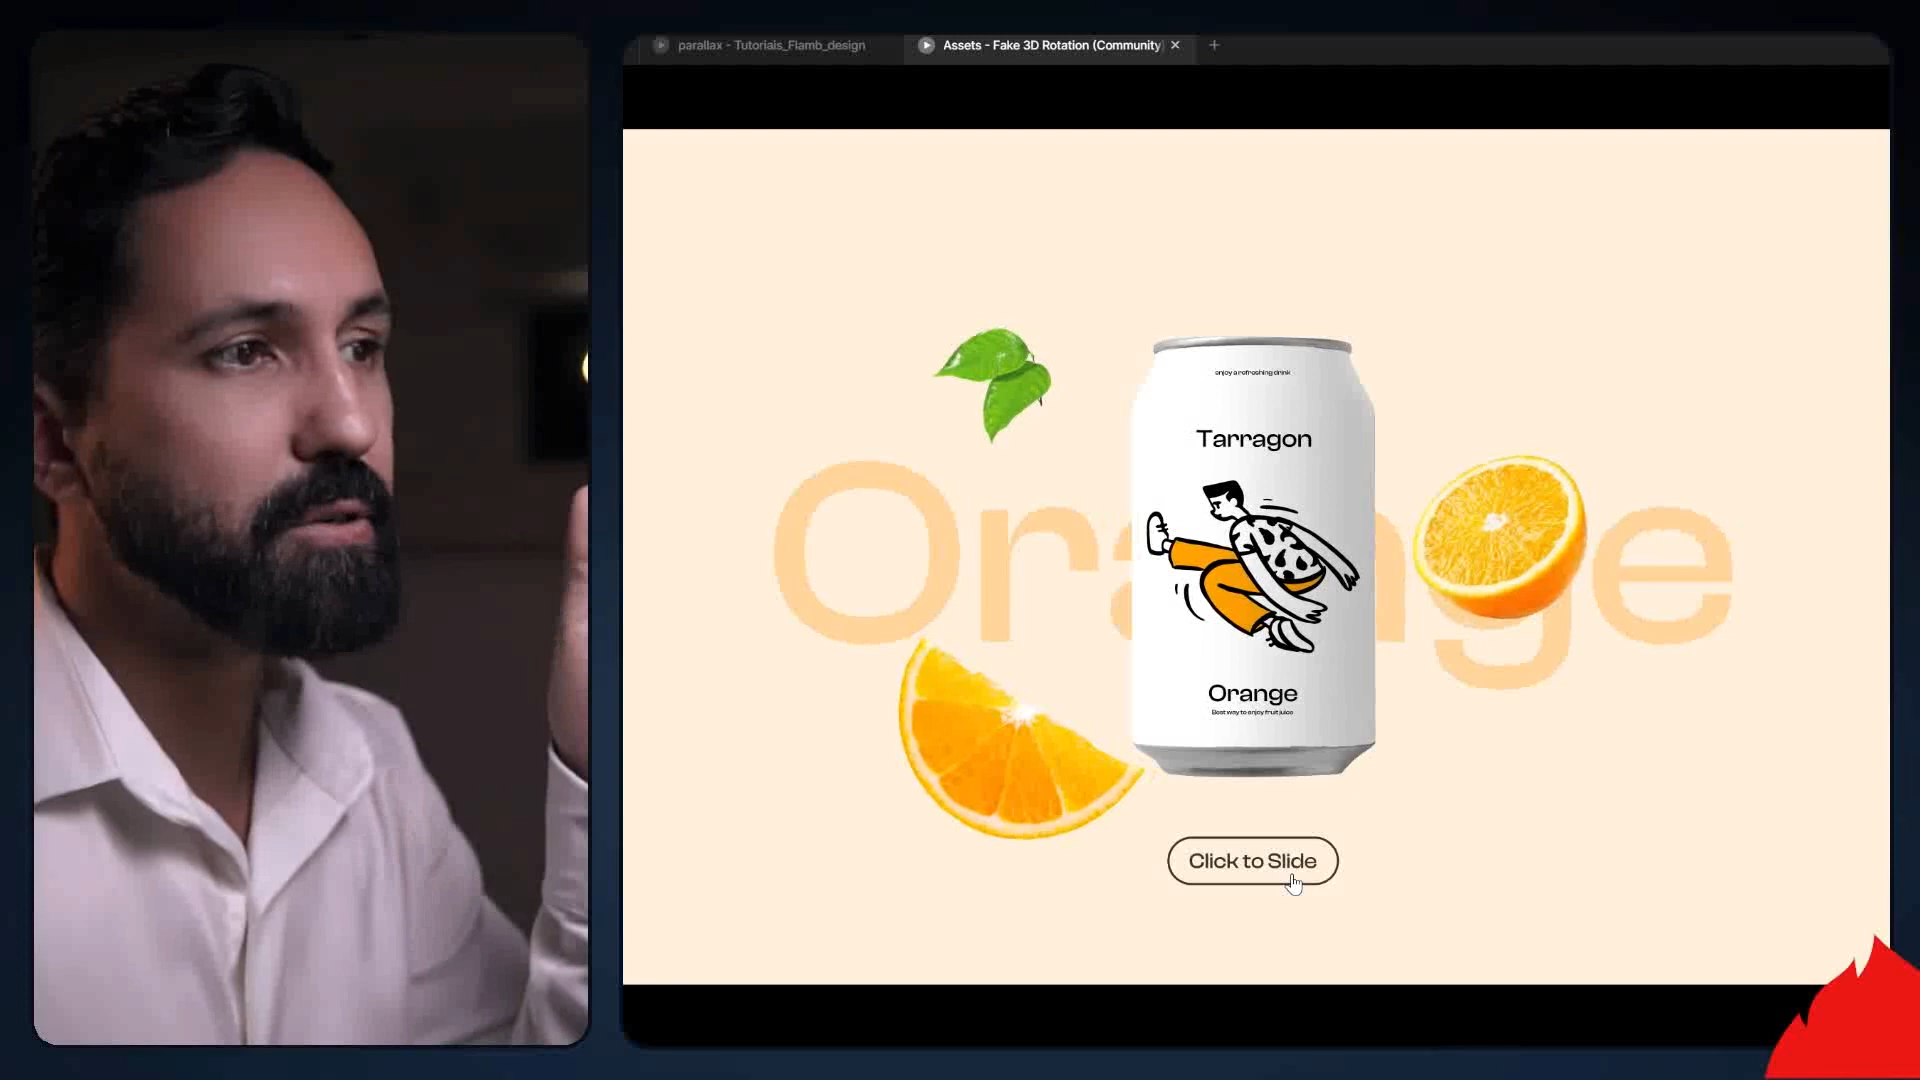 parallax - Tutoriais_Flamb_design
Assets - Fake 3D Rotation (Community)
Orange
enjoy a refreshing drink
Tarragon
Orange
Best way to enjoy fruit juice
Click to Slide